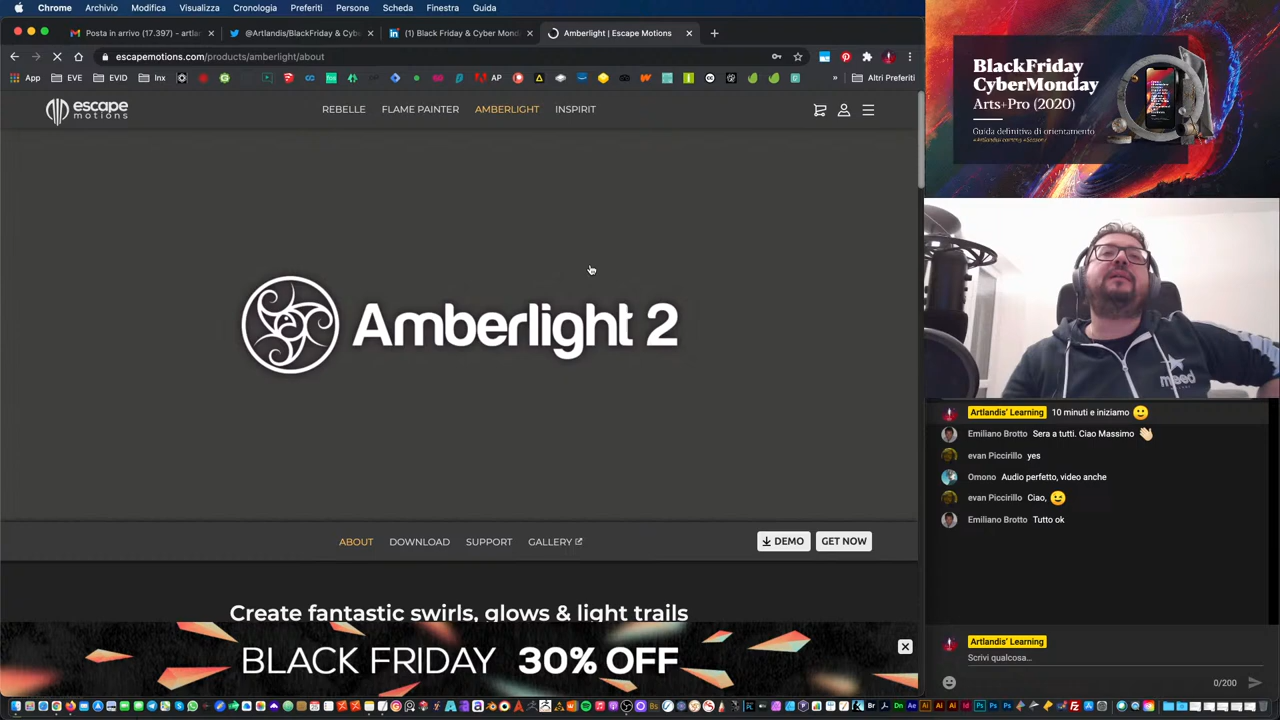 Chrome Archivio Modifica Visualizza Cronologia Preferiti Persone Scheda Finestra Guida
Posta in arrivo (17.397) - artlan
@Artlandis/BlackFriday & Cybe
(1) Black Friday & Cyber Mond
Amberlight | Escape Motions
escapemotions.com/products/amberlight/about
App EVE EVID Inx AP Altri Preferiti
escape motions
REBELLE FLAME PAINTER AMBERLIGHT INSPIRIT
Amberlight 2
ABOUT DOWNLOAD SUPPORT GALLERY DEMO GET NOW
Create fantastic swirls, glows & light trails
BLACK FRIDAY 30% OFF
BlackFriday
CyberMonday
Arts+Pro (2020)
Guida definitiva di orientamento
meed
Artlandis' Learning 10 minuti e iniziamo
Emiliano Brotto Sera a tutti. Ciao Massimo
evan Piccirillo yes
Omono Audio perfetto, video anche
evan Piccirillo Ciao,
Emiliano Brotto Tutto ok
Artlandis' Learning
Scrivi qualcosa...
0/200